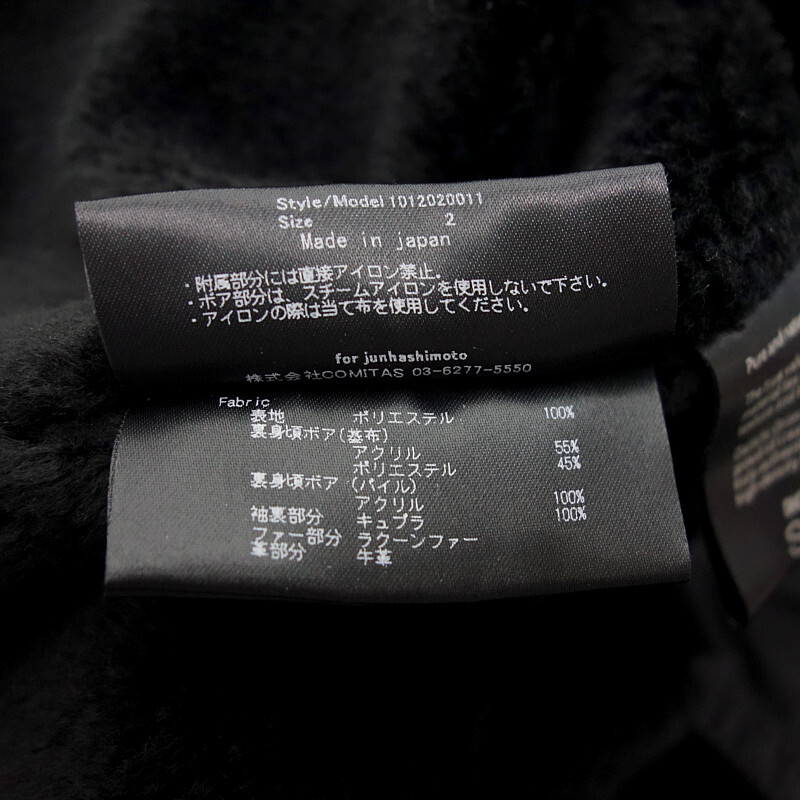 Style/Model 1012020011
Size 2
Made in japan
・附属部分には直接アイロン禁止.
・ボア部分は、スチームアイロンを使用しないで下さい.
・アイロンの際は当て布を使用してください.
for junhashimoto
株式会社COMITAS 03-6277-5550
Fabric
表地 ポリエステル 100%
裏身頃ボア(基布)
アクリル 55%
ポリエステル 45%
裏身頃ボア (パイル)
アクリル 100%
袖裏部分 キュプラ 100%
ファー部分 ラクーンファー
革部分 牛革
Pure and